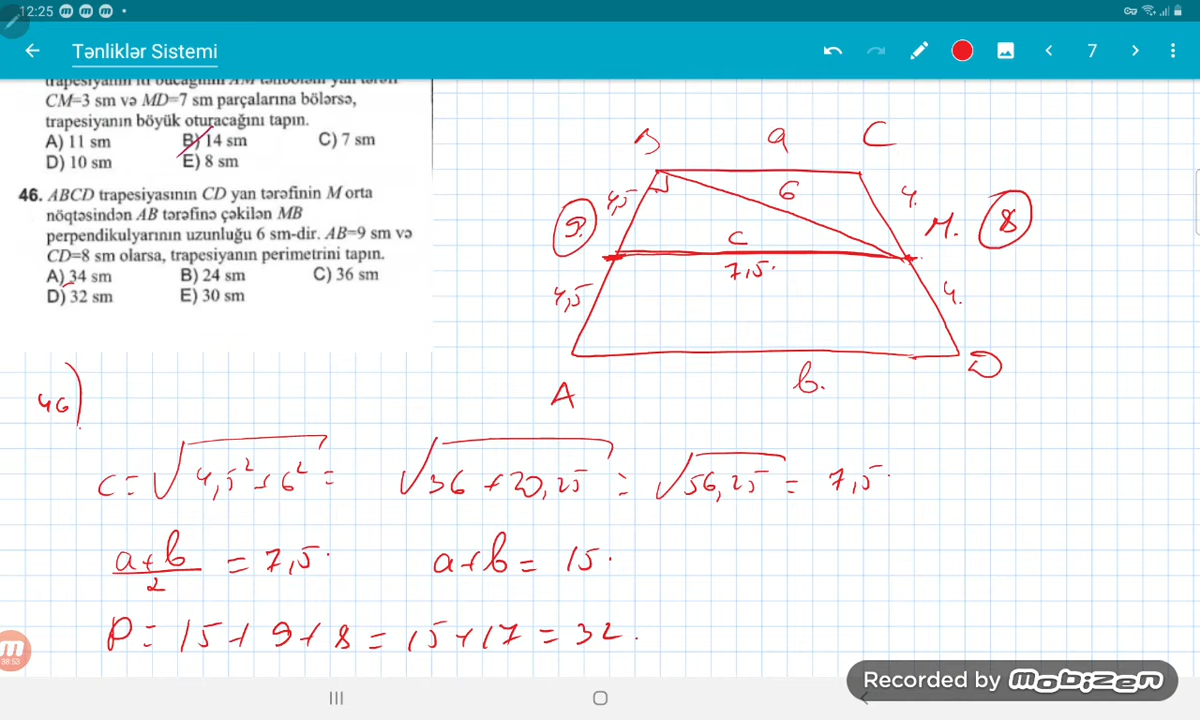 12:25
Tənliklər Sistemi
7
CM=3 sm və MD=7 sm parçalarına bölərsə,
trapesiyanın böyük oturacağını tapın.
A) 11 sm B) 14 sm C) 7 sm
D) 10 sm E) 8 sm
46. ABCD trapesiyasının CD yan tərəfinin M orta
nöqtəsindən AB tərəfinə çəkilən MB
perpendikulyarının uzunluğu 6 sm-dir. AB=9 sm və
CD=8 sm olarsa, trapesiyanın perimetrini tapın.
A) 34 sm B) 24 sm C) 36 sm
D) 32 sm E) 30 sm
B a C
4,5 6 4.
9. c M. 8
7,5.
4,5 4.
A b. D
46)
c = √4,5²+6² = √36+20,25 = √56,25 = 7,5.
a+b/2 = 7,5. a+b = 15.
P = 15+9+8 = 15+17 = 32.
38:53
Recorded by mobizen